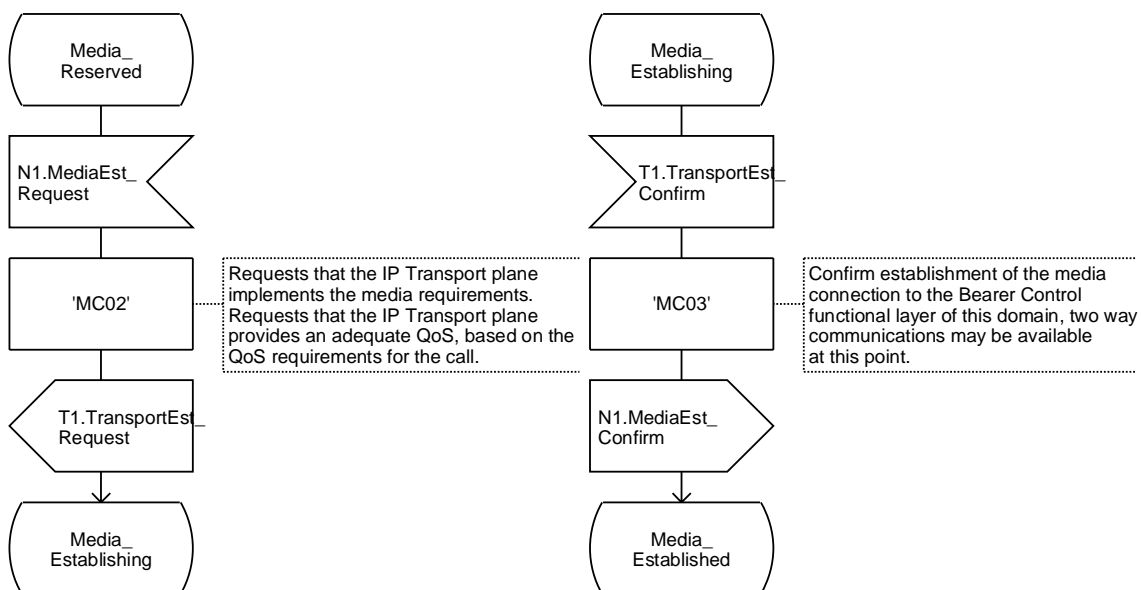 Media_
Reserved
N1.MediaEst_
Request
'MC02'
Requests that the IP Transport plane
implements the media requirements.
Requests that the IP Transport plane
provides an adequate QoS, based on the
QoS requirements for the call.
T1.TransportEst_
Request
Media_
Establishing
Media_
Establishing
T1.TransportEst_
Confirm
'MC03'
Confirm establishment of the media
connection to the Bearer Control
functional layer of this domain, two way
communications may be available
at this point.
N1.MediaEst_
Confirm
Media_
Established